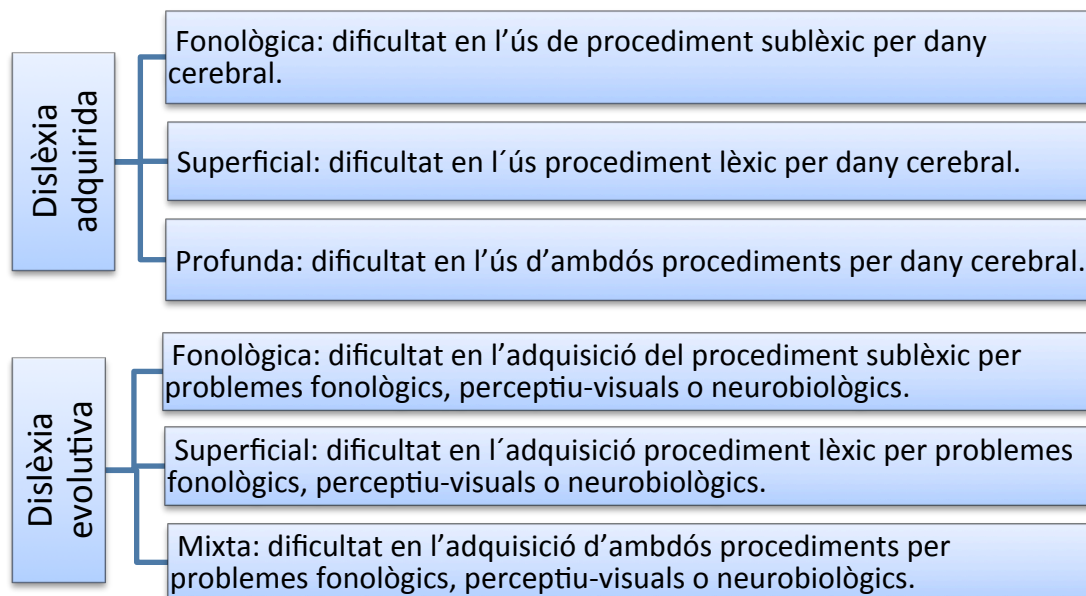 Dislèxia
adquirida
Fonològica: dificultat en l’ús de procediment sublèxic per dany
cerebral.
Superficial: dificultat en l´ús procediment lèxic per dany cerebral.
Profunda: dificultat en l’ús d’ambdós procediments per dany cerebral.
Dislèxia
evolutiva
Fonològica: dificultat en l’adquisició del procediment sublèxic per
problemes fonològics, perceptiu-visuals o neurobiològics.
Superficial: dificultat en l´adquisició procediment lèxic per problemes
fonològics, perceptiu-visuals o neurobiològics.
Mixta: dificultat en l’adquisició d’ambdós procediments per
problemes fonològics, perceptiu-visuals o neurobiològics.